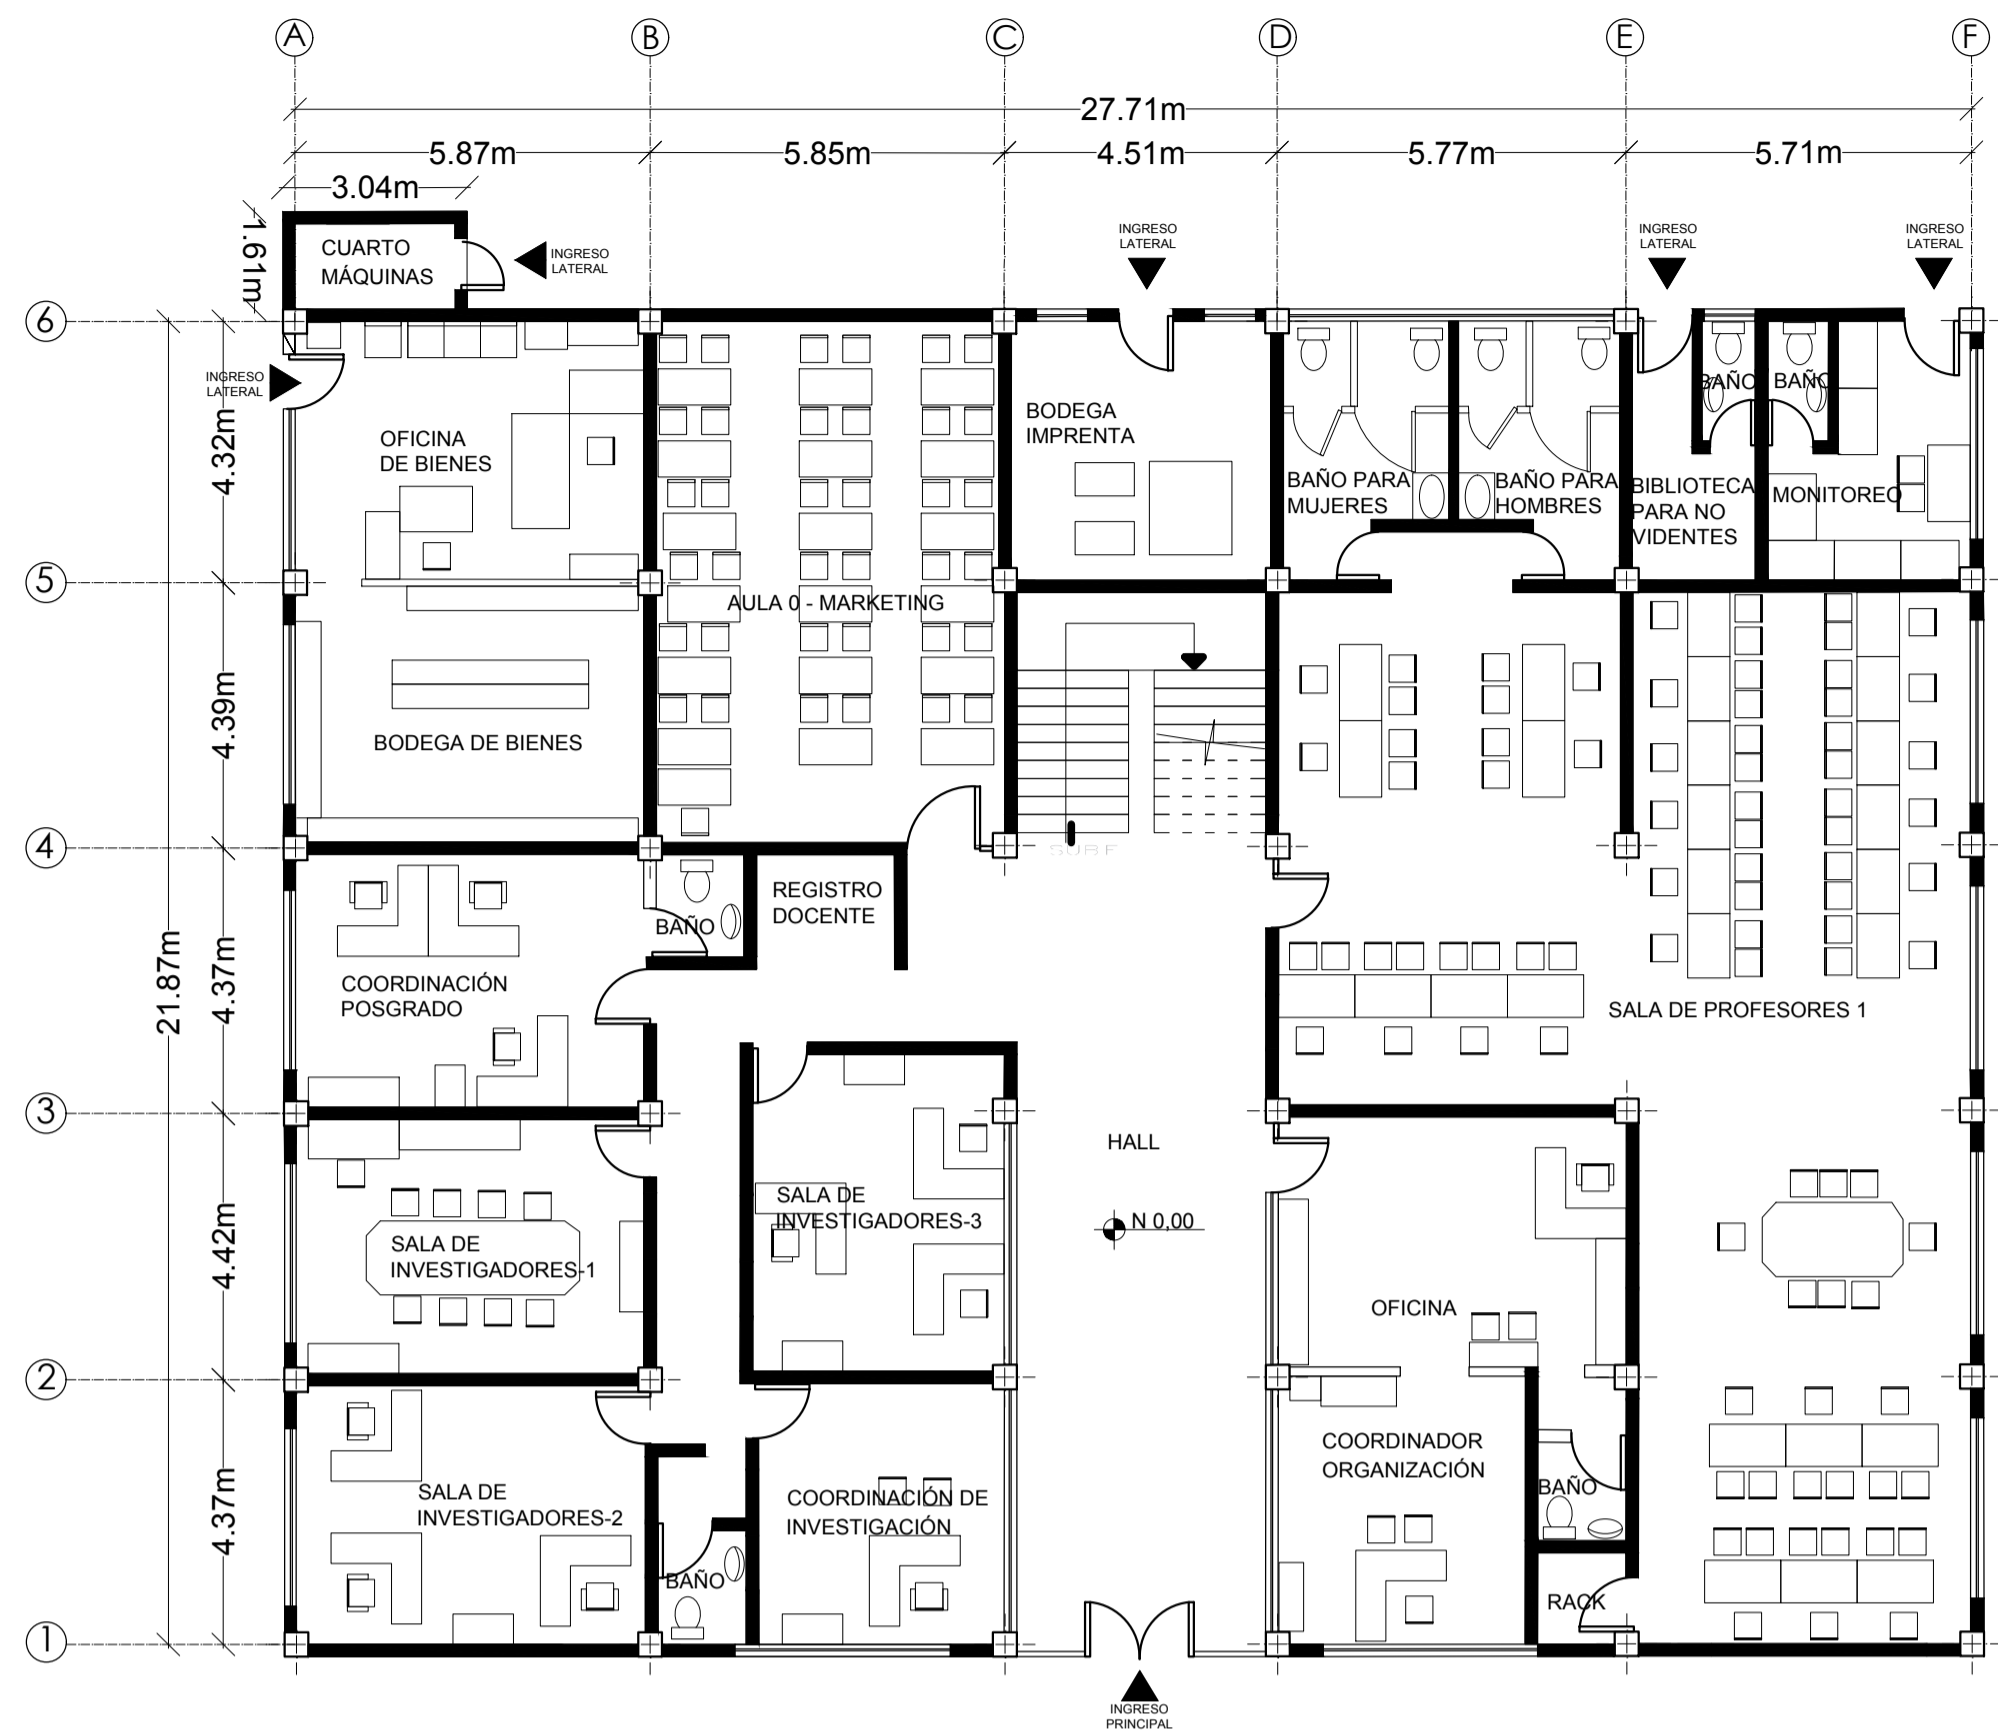 A B C D E F
27.71m
5.87m 5.85m 4.51m 5.77m 5.71m
3.04m
1.61m
CUARTO
MÁQUINAS
INGRESO
LATERAL
INGRESO
LATERAL
INGRESO
LATERAL
INGRESO
LATERAL
6
INGRESO
LATERAL
4.32m
OFICINA
DE BIENES
BODEGA
IMPRENTA
BAÑO PARA
MUJERES
BAÑO PARA
HOMBRES
BAÑO
BAÑO
BIBLIOTECA
PARA NO
VIDENTES
MONITOREO
5
AULA 0 - MARKETING
4.39m
BODEGA DE BIENES
4
SUBE
21.87m
4.37m
COORDINACIÓN
POSGRADO
BAÑO
REGISTRO
DOCENTE
SALA DE PROFESORES 1
3
HALL
N 0,00
4.42m
SALA DE
INVESTIGADORES-1
SALA DE
INVESTIGADORES-3
OFICINA
2
4.37m
SALA DE
INVESTIGADORES-2
BAÑO
COORDINACIÓN DE
INVESTIGACIÓN
COORDINADOR
ORGANIZACIÓN
BAÑO
RACK
1
INGRESO
PRINCIPAL